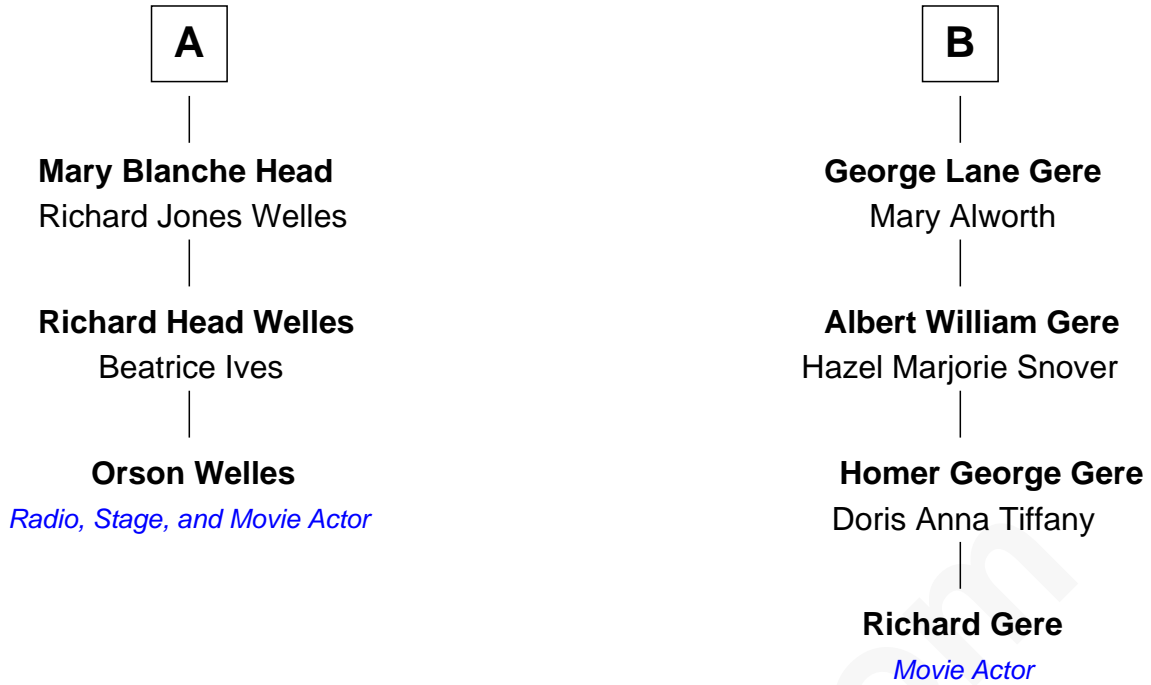 A
Mary Blanche Head
Richard Jones Welles
Richard Head Welles
Beatrice Ives
Orson Welles
Radio, Stage, and Movie Actor
B
George Lane Gere
Mary Alworth
Albert William Gere
Hazel Marjorie Snover
Homer George Gere
Doris Anna Tiffany
Richard Gere
Movie Actor